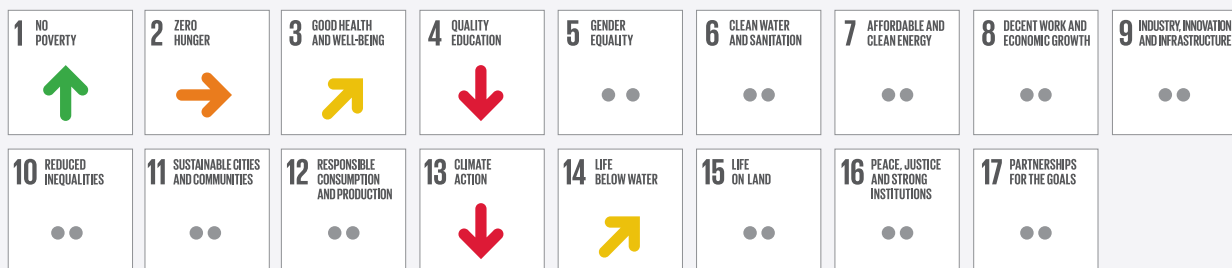 1 NO
POVERTY
2 ZERO
HUNGER
3 GOOD HEALTH
AND WELL-BEING
4 QUALITY
EDUCATION
5 GENDER
EQUALITY
6 CLEAN WATER
AND SANITATION
7 AFFORDABLE AND
CLEAN ENERGY
8 DECENT WORK AND
ECONOMIC GROWTH
9 INDUSTRY, INNOVATION
AND INFRASTRUCTURE
10 REDUCED
INEQUALITIES
11 SUSTAINABLE CITIES
AND COMMUNITIES
12 RESPONSIBLE
CONSUMPTION
AND PRODUCTION
13 CLIMATE
ACTION
14 LIFE
BELOW WATER
15 LIFE
ON LAND
16 PEACE, JUSTICE
AND STRONG
INSTITUTIONS
17 PARTNERSHIPS
FOR THE GOALS